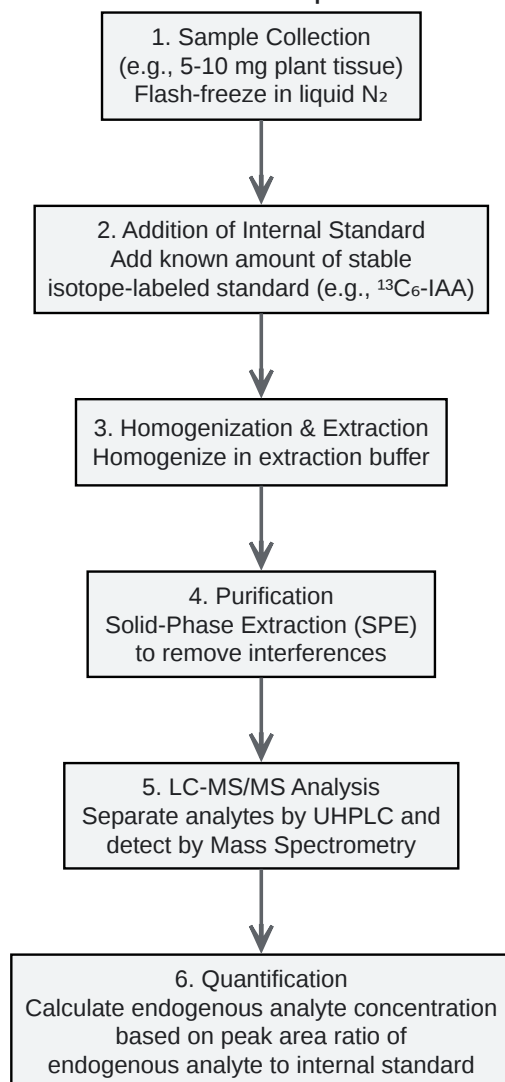 1. Sample Collection
(e.g., 5-10 mg plant tissue)
Flash-freeze in liquid N₂
2. Addition of Internal Standard
Add known amount of stable
isotope-labeled standard (e.g., ¹³C₆-IAA)
3. Homogenization & Extraction
Homogenize in extraction buffer
4. Purification
Solid-Phase Extraction (SPE)
to remove interferences
5. LC-MS/MS Analysis
Separate analytes by UHPLC and
detect by Mass Spectrometry
6. Quantification
Calculate endogenous analyte concentration
based on peak area ratio of
endogenous analyte to internal standard